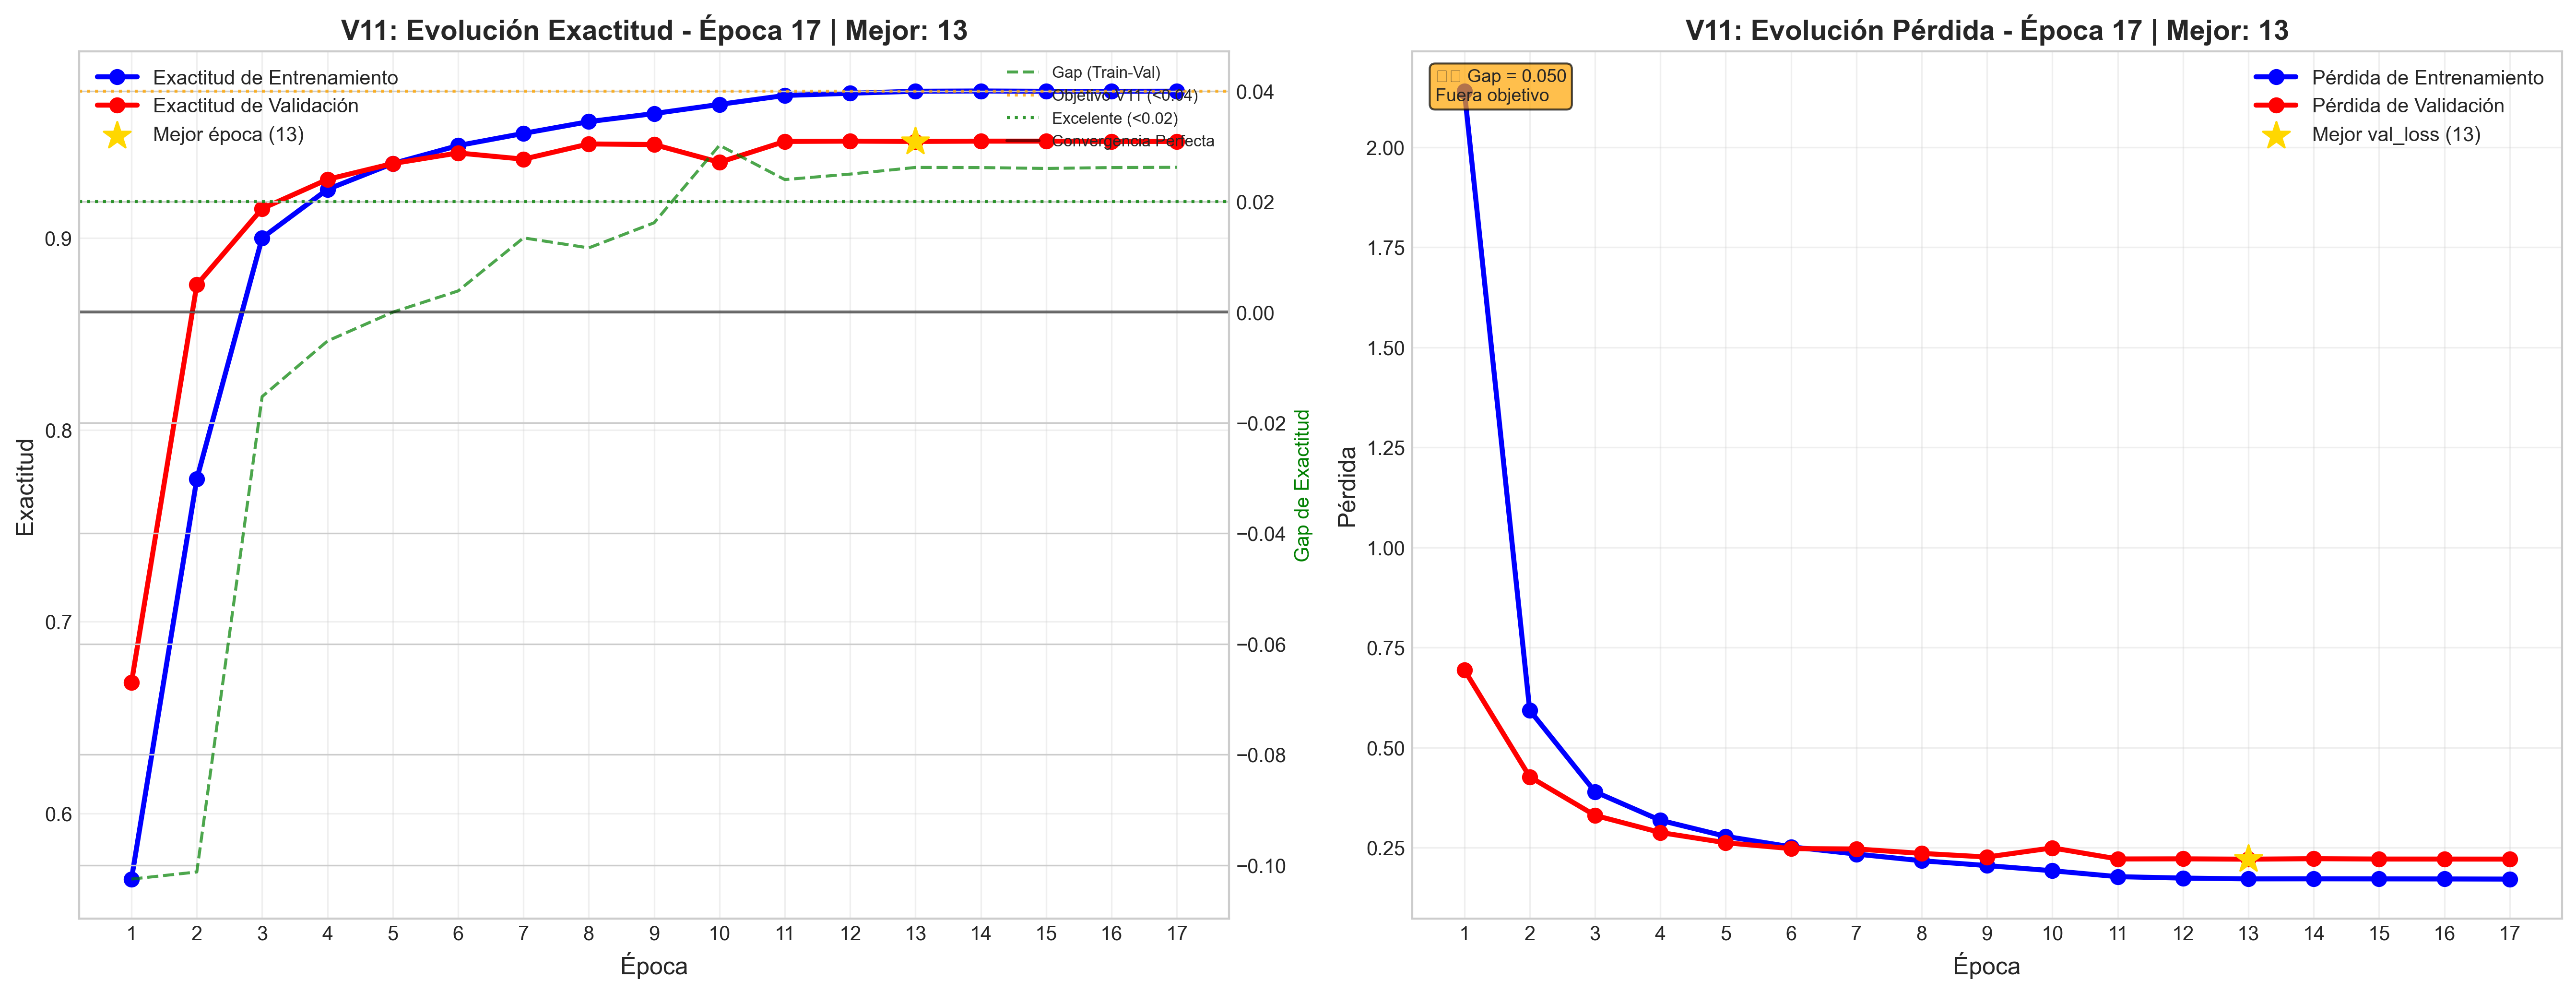 V11: Evolución Exactitud - Época 17 | Mejor: 13
Exactitud de Entrenamiento
Exactitud de Validación
Mejor época (13)
Gap (Train-Val)
Objetivo V11 (<0.04)
Excelente (<0.02)
Convergencia Perfecta
0.9
0.8
0.7
0.6
Exactitud
0.04
0.02
0.00
−0.02
−0.04
−0.06
−0.08
−0.10
Gap de Exactitud
1 2 3 4 5 6 7 8 9 10 11 12 13 14 15 16 17
Época
V11: Evolución Pérdida - Época 17 | Mejor: 13
Gap = 0.050
Fuera objetivo
Pérdida de Entrenamiento
Pérdida de Validación
Mejor val_loss (13)
2.00
1.75
1.50
1.25
1.00
0.75
0.50
0.25
Pérdida
1 2 3 4 5 6 7 8 9 10 11 12 13 14 15 16 17
Época